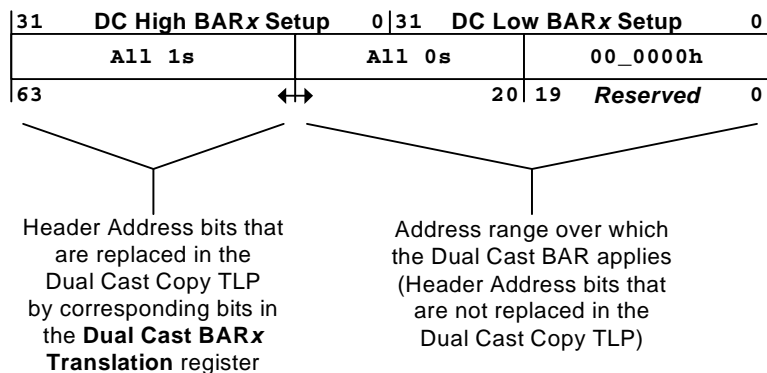 31 DC High BARx Setup 0 31 DC Low BARx Setup 0
All 1s All 0s 00_0000h
63 20 19 Reserved 0
Header Address bits that
are replaced in the
Dual Cast Copy TLP
by corresponding bits in
the Dual Cast BARx
Translation register
Address range over which
the Dual Cast BAR applies
(Header Address bits that
are not replaced in the
Dual Cast Copy TLP)